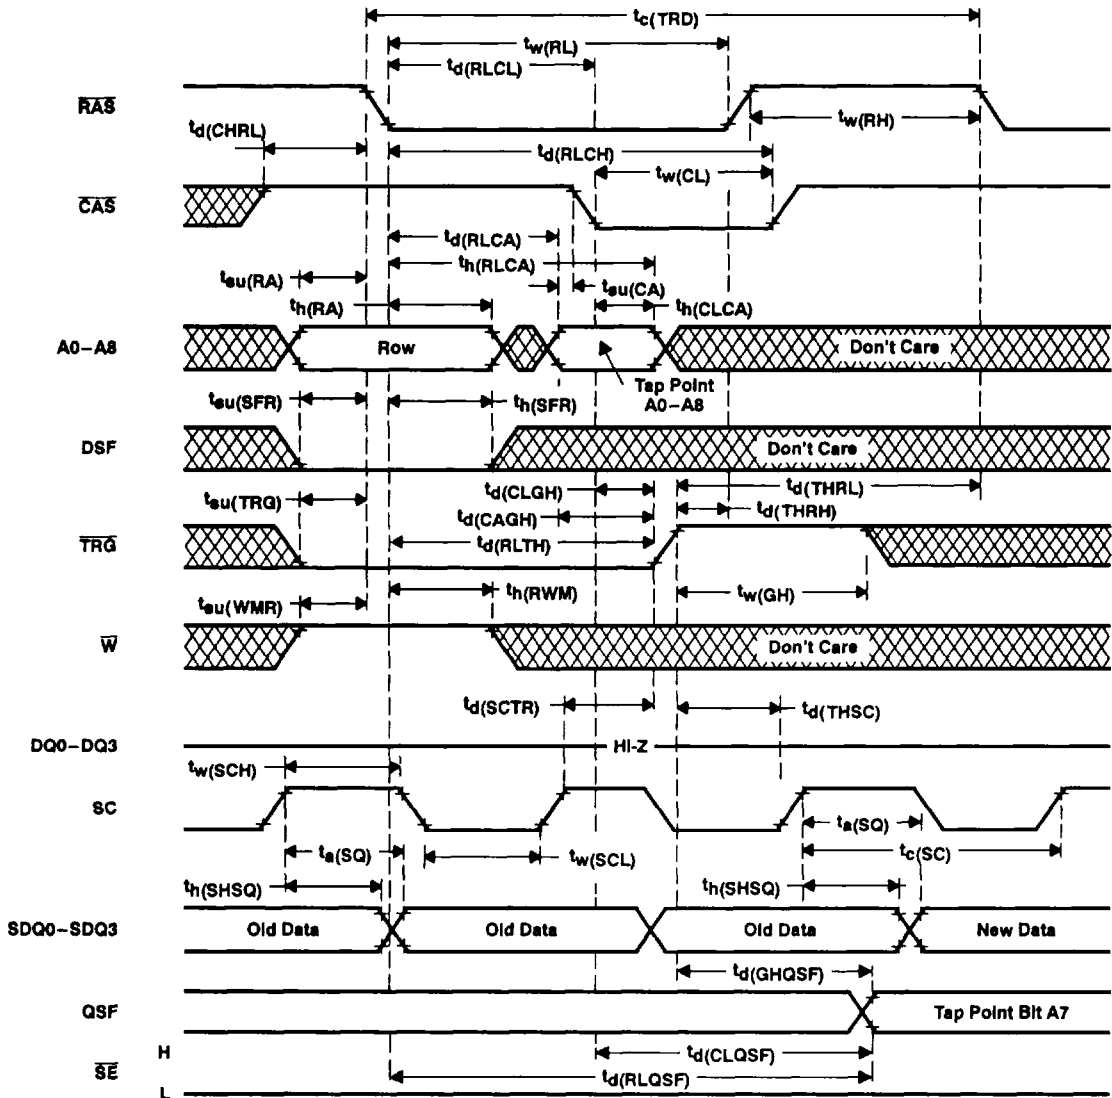 tc(TRD)
tw(RL)
td(RLCL)
RAS
tw(RH)
td(CHRL)
td(RLCH)
tw(CL)
CAS
td(RLCA)
th(RLCA)
tsu(RA)
tsu(CA)
th(RA)
th(CLCA)
A0–A8
Row
Don't Care
Tap Point
A0–A8
tsu(SFR)
th(SFR)
DSF
Don't Care
td(CLGH)
td(THRL)
tsu(TRG)
td(CAGH)
td(THRH)
td(RLTH)
TRG
th(RWM)
tw(GH)
tsu(WMR)
W
Don't Care
td(SCTR)
td(THSC)
DQ0–DQ3
HI-Z
tw(SCH)
SC
ta(SQ)
ta(SQ)
tw(SCL)
tc(SC)
th(SHSQ)
th(SHSQ)
SDQ0–SDQ3
Old Data
Old Data
Old Data
New Data
td(GHQSF)
QSF
Tap Point Bit A7
H
td(CLQSF)
SE
td(RLQSF)
L